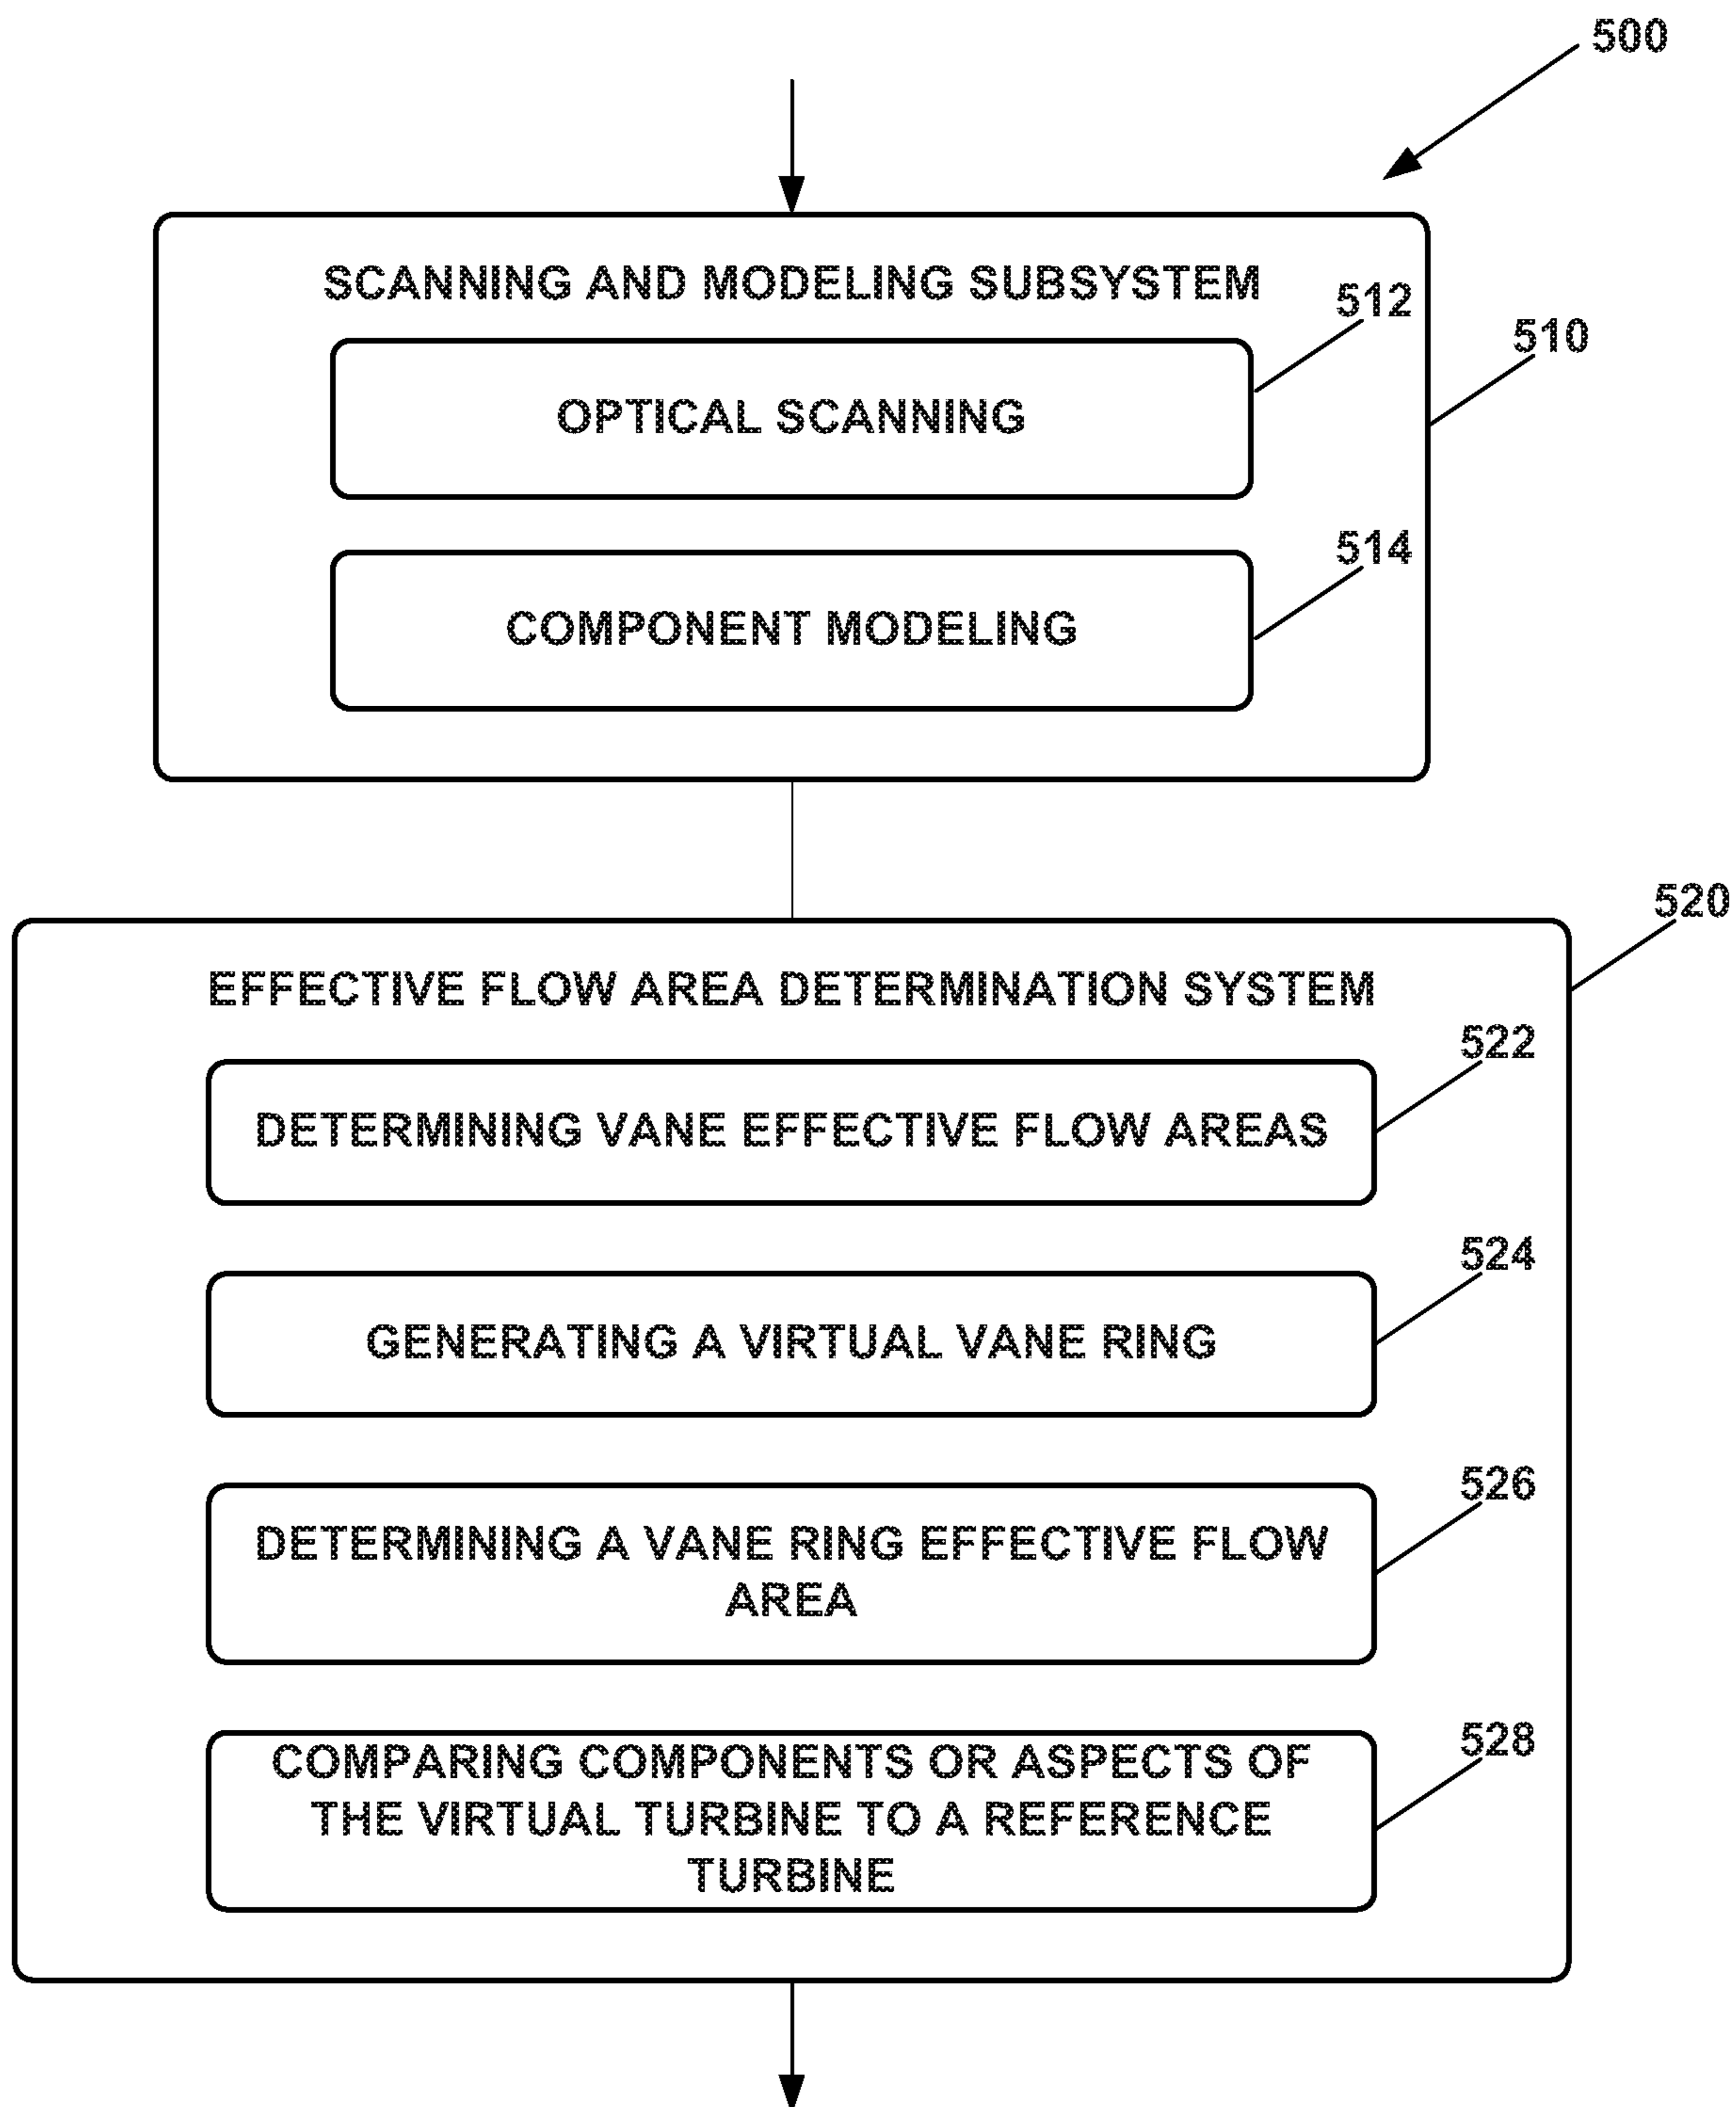 500
SCANNING AND MODELING SUBSYSTEM
512
510
OPTICAL SCANNING
514
COMPONENT MODELING
520
EFFECTIVE FLOW AREA DETERMINATION SYSTEM
522
DETERMINING VANE EFFECTIVE FLOW AREAS
524
GENERATING A VIRTUAL VANE RING
526
DETERMINING A VANE RING EFFECTIVE FLOW
AREA
528
COMPARING COMPONENTS OR ASPECTS OF
THE VIRTUAL TURBINE TO A REFERENCE
TURBINE